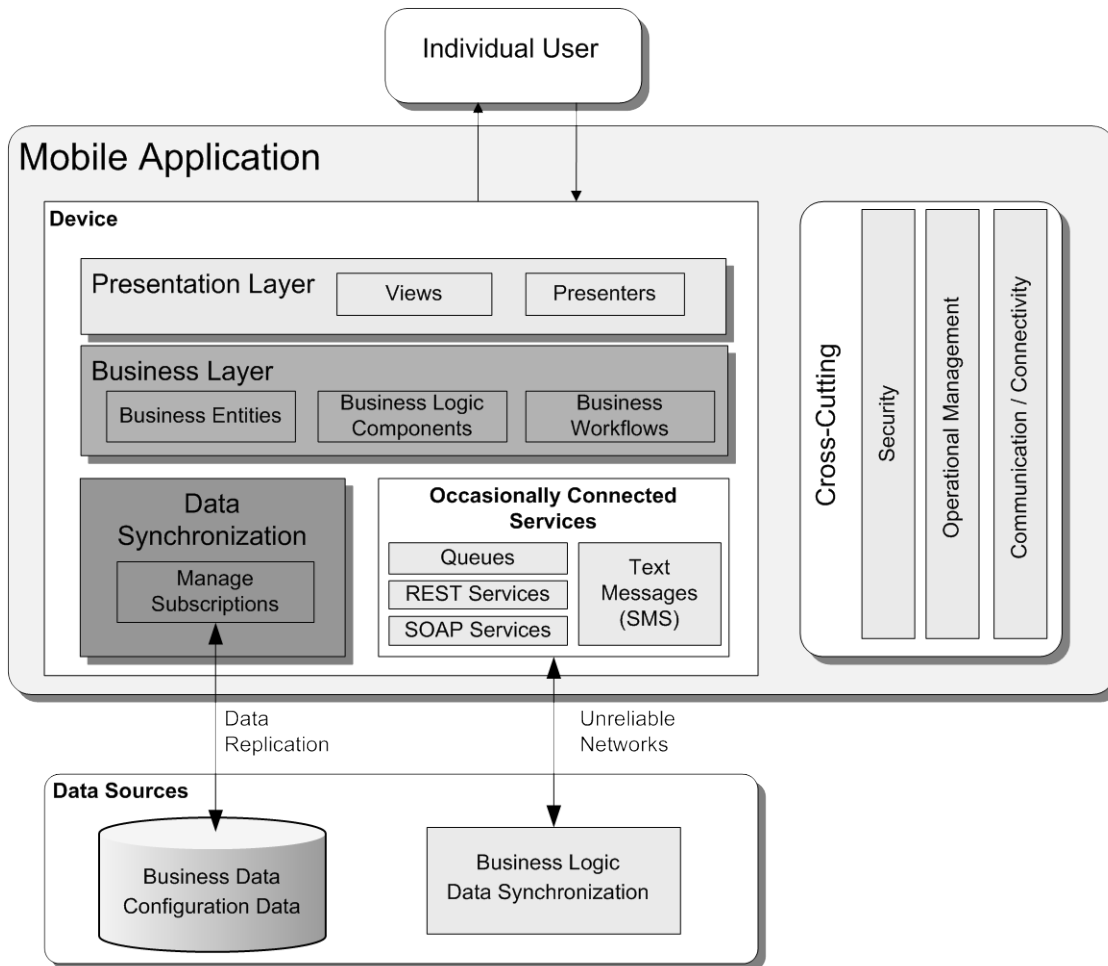 Individual User
Mobile Application
Device
Presentation Layer
Views
Presenters
Business Layer
Business Entities
Business Logic
Components
Business
Workflows
Data
Synchronization
Manage
Subscriptions
Occasionally Connected
Services
Queues
REST Services
SOAP Services
Text
Messages
(SMS)
Cross-Cutting
Security
Operational Management
Communication / Connectivity
Data
Replication
Unreliable
Networks
Data Sources
Business Data
Configuration Data
Business Logic
Data Synchronization